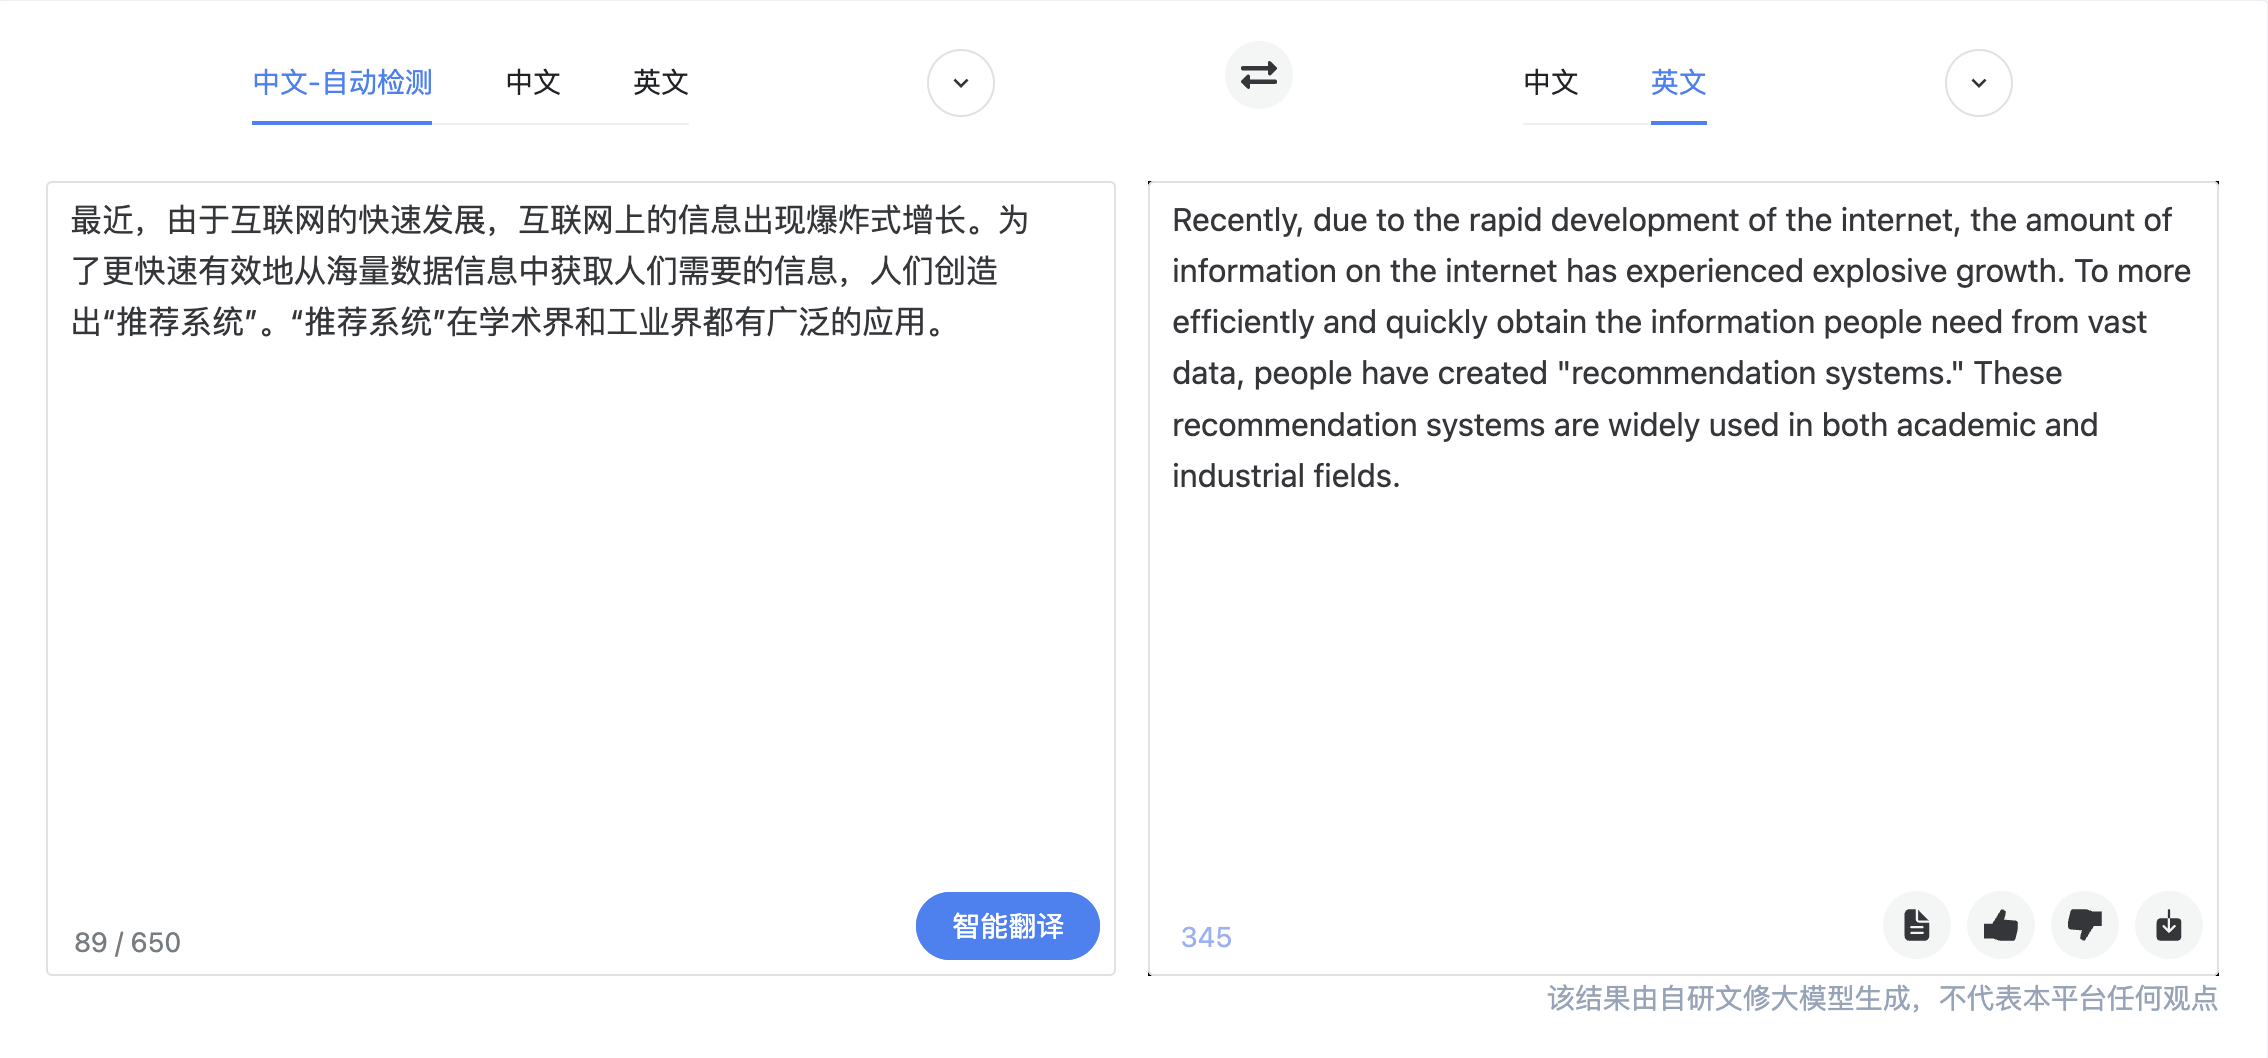 中文-自动检测 中文 英文 中文 英文
最近，由于互联网的快速发展，互联网上的信息出现爆炸式增长。为
了更快速有效地从海量数据信息中获取人们需要的信息，人们创造
出“推荐系统”。“推荐系统”在学术界和工业界都有广泛的应用。
89 / 650
智能翻译
Recently, due to the rapid development of the internet, the amount of
information on the internet has experienced explosive growth. To more
efficiently and quickly obtain the information people need from vast
data, people have created "recommendation systems." These
recommendation systems are widely used in both academic and
industrial fields.
345
该结果由自研文修大模型生成，不代表本平台任何观点